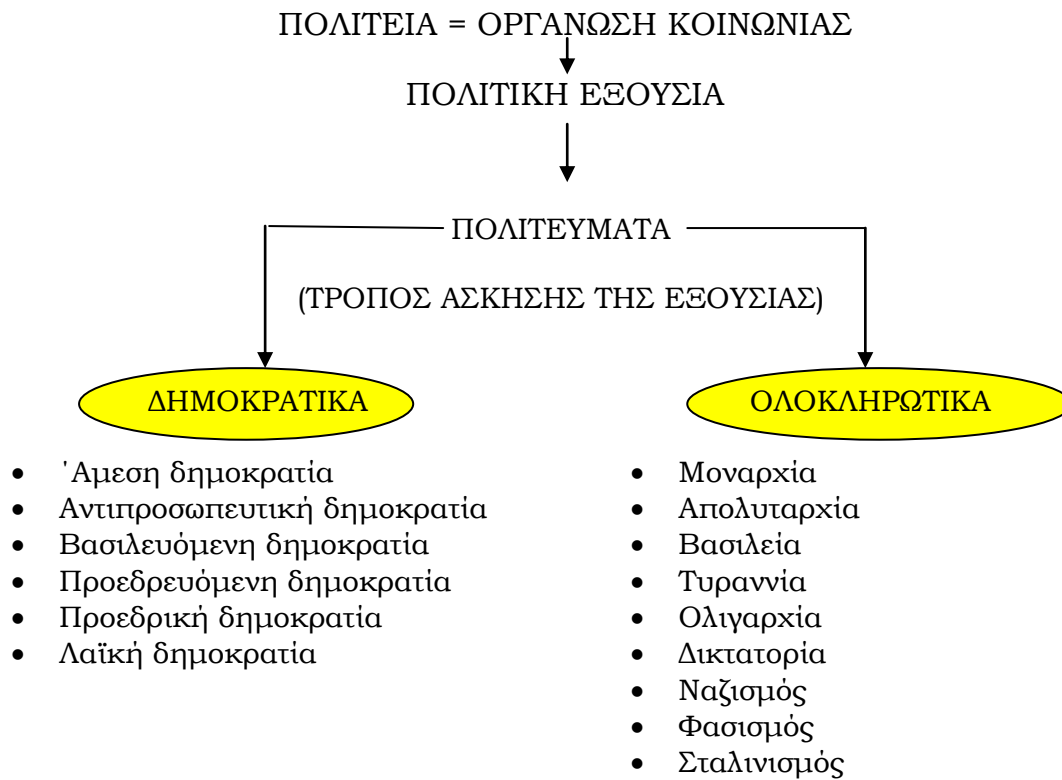 ΠΟΛΙΤΕΙΑ = ΟΡΓΑΝΩΣΗ ΚΟΙΝΩΝΙΑΣ
ΠΟΛΙΤΙΚΗ ΕΞΟΥΣΙΑ
ΠΟΛΙΤΕΥΜΑΤΑ
(ΤΡΟΠΟΣ ΑΣΚΗΣΗΣ ΤΗΣ ΕΞΟΥΣΙΑΣ)
ΔΗΜΟΚΡΑΤΙΚΑ
• ΄Αμεση δημοκρατία
• Αντιπροσωπευτική δημοκρατία
• Βασιλευόμενη δημοκρατία
• Προεδρευόμενη δημοκρατία
• Προεδρική δημοκρατία
• Λαϊκή δημοκρατία
ΟΛΟΚΛΗΡΩΤΙΚΑ
• Μοναρχία
• Απολυταρχία
• Βασιλεία
• Τυραννία
• Ολιγαρχία
• Δικτατορία
• Ναζισμός
• Φασισμός
• Σταλινισμός